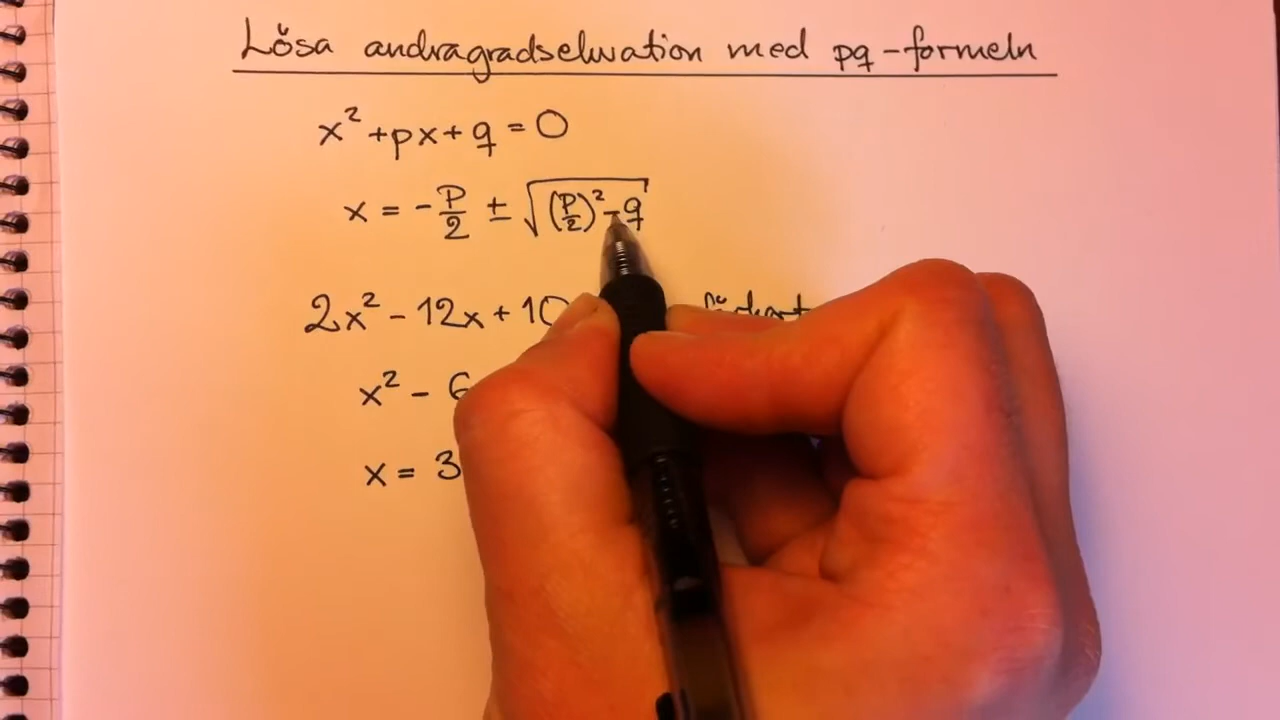 Lösa andragradsekvation med pq-formeln
x² + px + q = 0
x = -p/2 ± √((p/2)² - q)
2x² - 12x + 10
x² - 6
x = 3